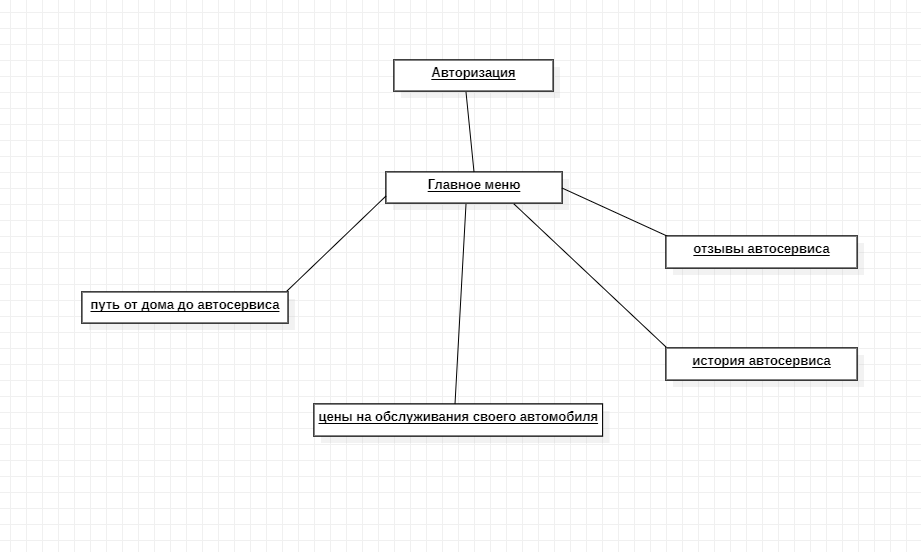 Авторизация
Главное меню
отзывы автосервиса
путь от дома до автосервиса
история автосервиса
цены на обслуживания своего автомобиля